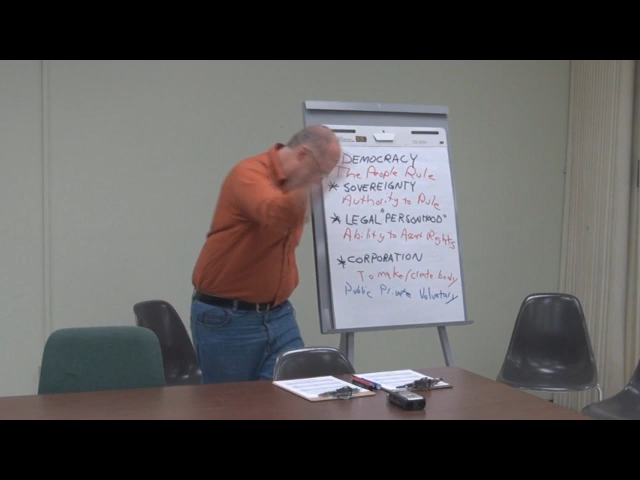 DEMOCRACY
The People Rule
* SOVEREIGNTY
Authority to Rule
* LEGAL "PERSONHOOD"
Ability to Assert Rights
* CORPORATION
To make/create body
Public Private Voluntary